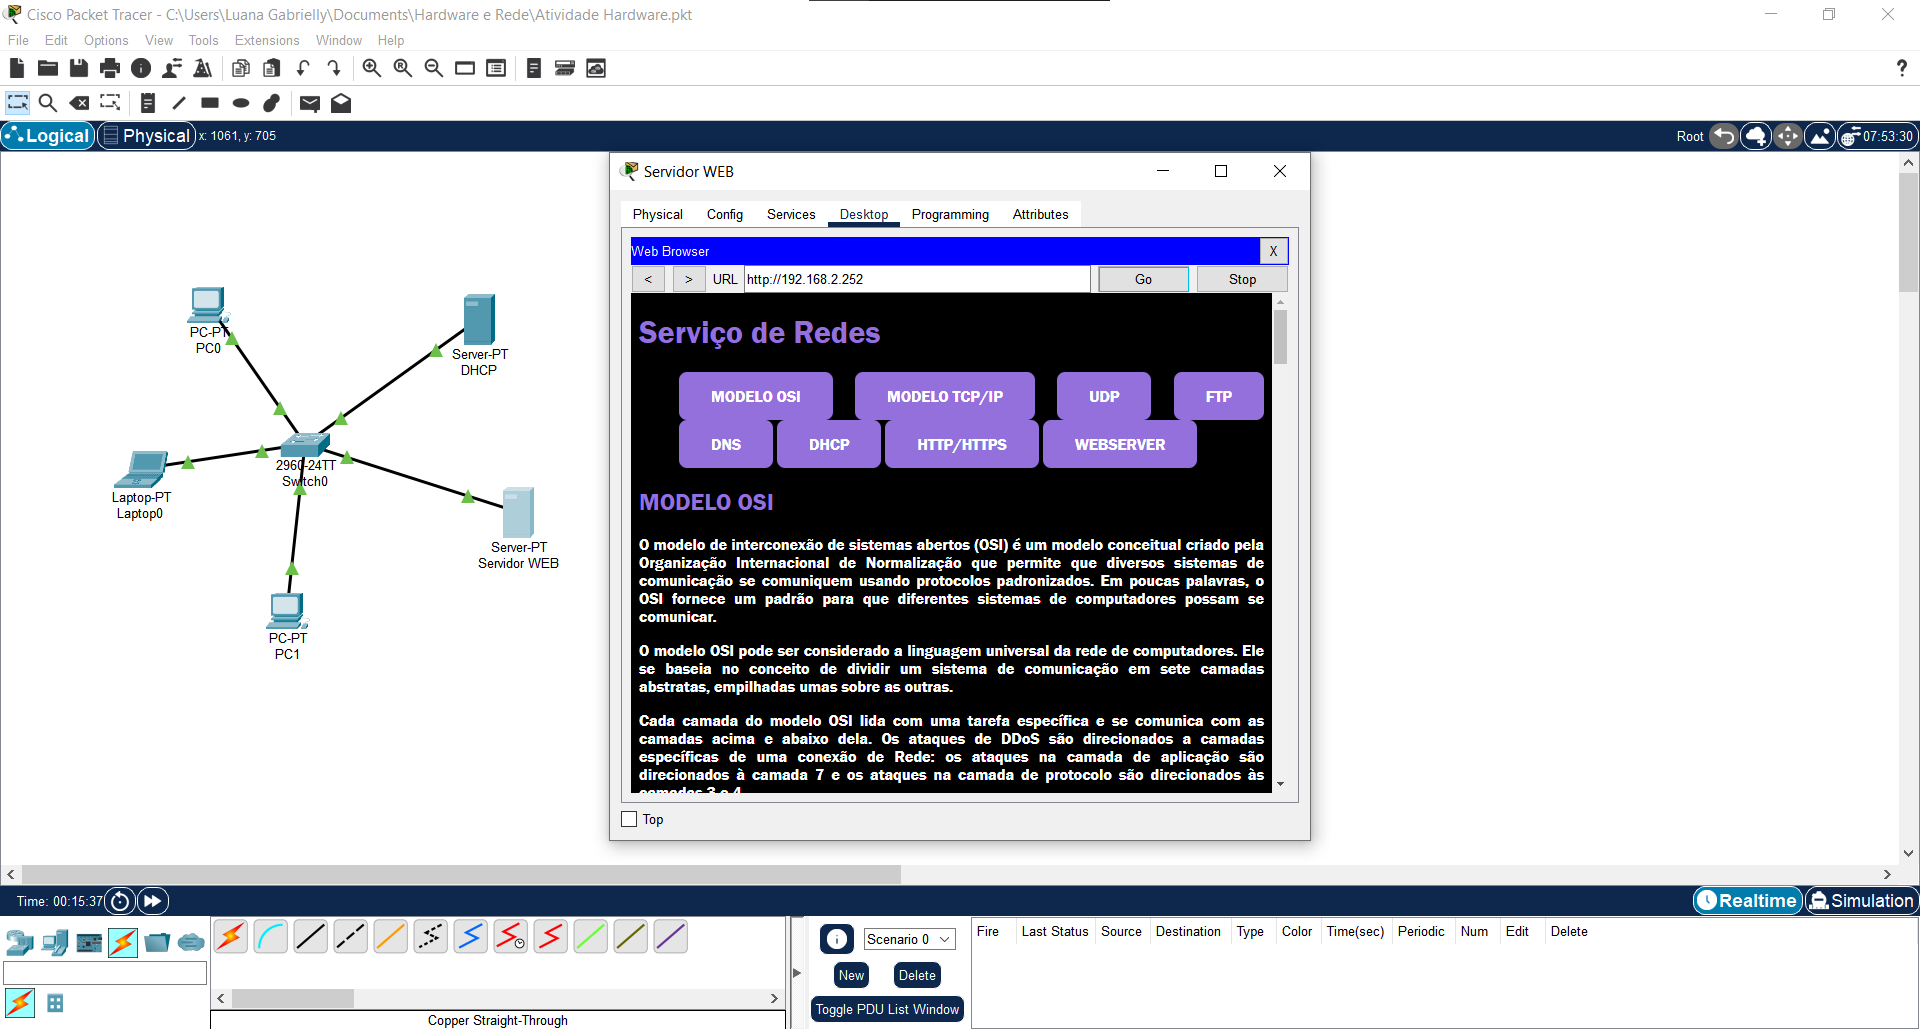 Cisco Packet Tracer - C:\Users\Luana Gabrielly\Documents\Hardware e Rede\Atividade Hardware.pkt
File Edit Options View Tools Extensions Window Help
?
Logical Physical x: 1061, y: 705 Root 07:53:30
Servidor WEB
Physical Config Services Desktop Programming Attributes
Web Browser X
< > URL http://192.168.2.252 Go Stop
Serviço de Redes
MODELO OSI MODELO TCP/IP UDP FTP
DNS DHCP HTTP/HTTPS WEBSERVER
MODELO OSI
O modelo de interconexão de sistemas abertos (OSI) é um modelo conceitual criado pela
Organização Internacional de Normalização que permite que diversos sistemas de
comunicação se comuniquem usando protocolos padronizados. Em poucas palavras, o
OSI fornece um padrão para que diferentes sistemas de computadores possam se
comunicar.
O modelo OSI pode ser considerado a linguagem universal da rede de computadores. Ele
se baseia no conceito de dividir um sistema de comunicação em sete camadas
abstratas, empilhadas umas sobre as outras.
Cada camada do modelo OSI lida com uma tarefa específica e se comunica com as
camadas acima e abaixo dela. Os ataques de DDoS são direcionados a camadas
específicas de uma conexão de Rede: os ataques na camada de aplicação são
direcionados à camada 7 e os ataques na camada de protocolo são direcionados às
camadas 3 e 4
Top
PC-PT
PC0
Server-PT
DHCP
2960-24TT
Switch0
Laptop-PT
Laptop0
Server-PT
Servidor WEB
PC-PT
PC1
Time: 00:15:37 Realtime Simulation
Scenario 0
New Delete
Toggle PDU List Window
Fire Last Status Source Destination Type Color Time(sec) Periodic Num Edit Delete
Copper Straight-Through